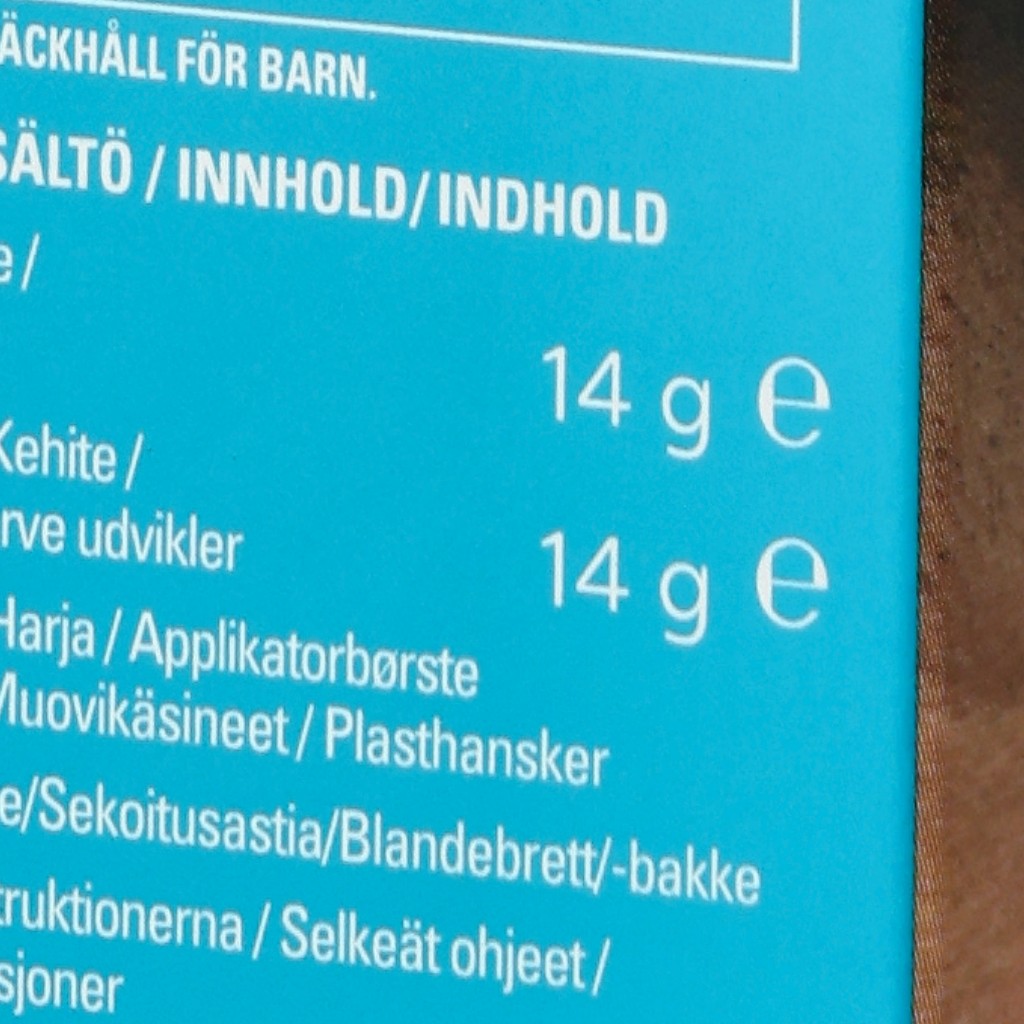 ÄCKHÅLL FÖR BARN.
SÄLTÖ / INNHOLD/INDHOLD
e /
14 g ℮
Kehite /
rve udvikler
14 g ℮
Harja / Applikatorbørste
Muovikäsineet / Plasthansker
e/Sekoitusastia/Blandebrett/-bakke
truktionerna / Selkeät ohjeet /
sjoner